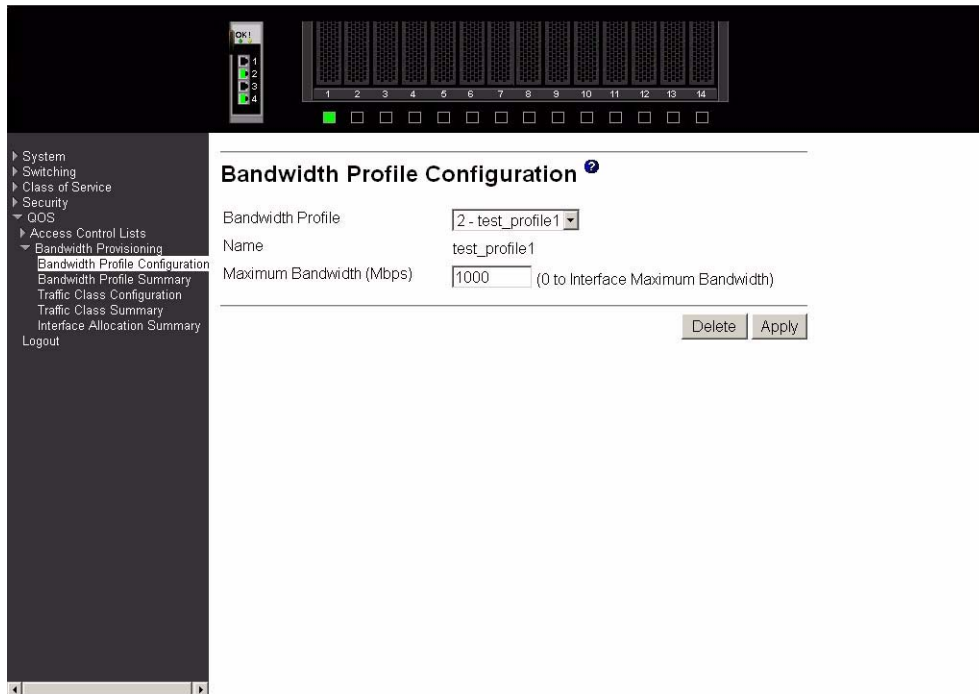 OK!
1
2
3
4
1 2 3 4 5 6 7 8 9 10 11 12 13 14
System
Switching
Class of Service
Security
QOS
Access Control Lists
Bandwidth Provisioning
Bandwidth Profile Configuration
Bandwidth Profile Summary
Traffic Class Configuration
Traffic Class Summary
Interface Allocation Summary
Logout
Bandwidth Profile Configuration ?
Bandwidth Profile 2 - test_profile1
Name test_profile1
Maximum Bandwidth (Mbps) 1000 (0 to Interface Maximum Bandwidth)
Delete Apply